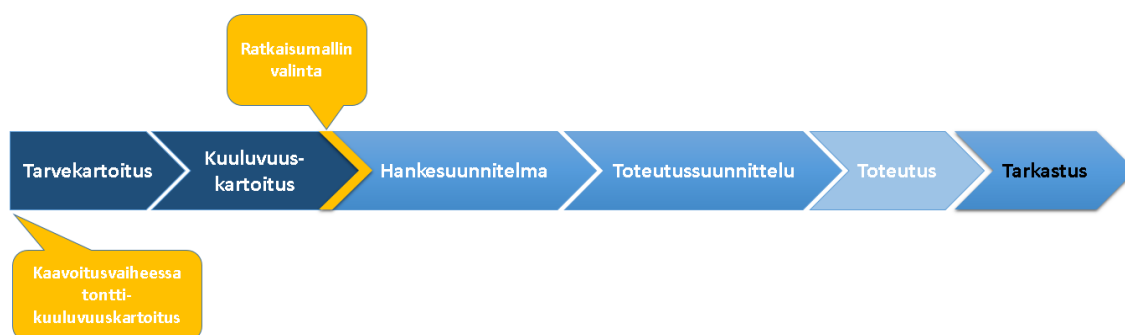 Ratkaisumallin
valinta
Tarvekartoitus
Kuuluvuus-
kartoitus
Hankesuunnitelma
Toteutussuunnittelu
Toteutus
Tarkastus
Kaavoitusvaiheessa
tontti-
kuuluvuuskartoitus